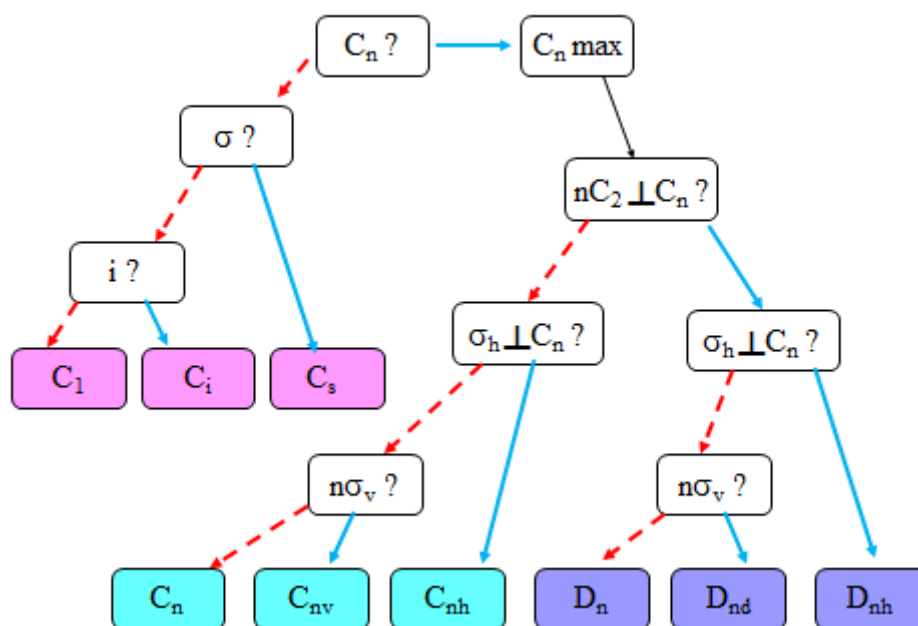 Cₙ ?
Cₙ max
σ ?
nC₂ ⊥ Cₙ ?
i ?
σₕ ⊥ Cₙ ?
σₕ ⊥ Cₙ ?
C₁
Cᵢ
Cₛ
nσᵥ ?
nσᵥ ?
Cₙ
Cₙᵥ
Cₙₕ
Dₙ
Dₙd
Dₙₕ